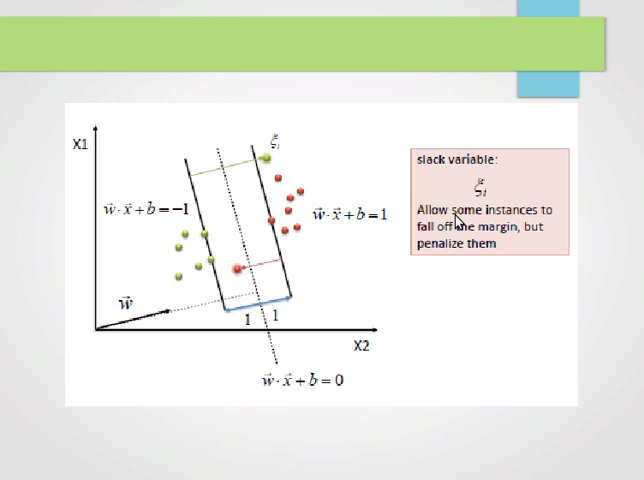 X1
ξi
w⃗·x⃗+b=−1
w⃗·x⃗+b=1
w⃗
1
1
X2
w⃗·x⃗+b=0
slack variable:
ξi
Allow some instances to
fall off the margin, but
penalize them